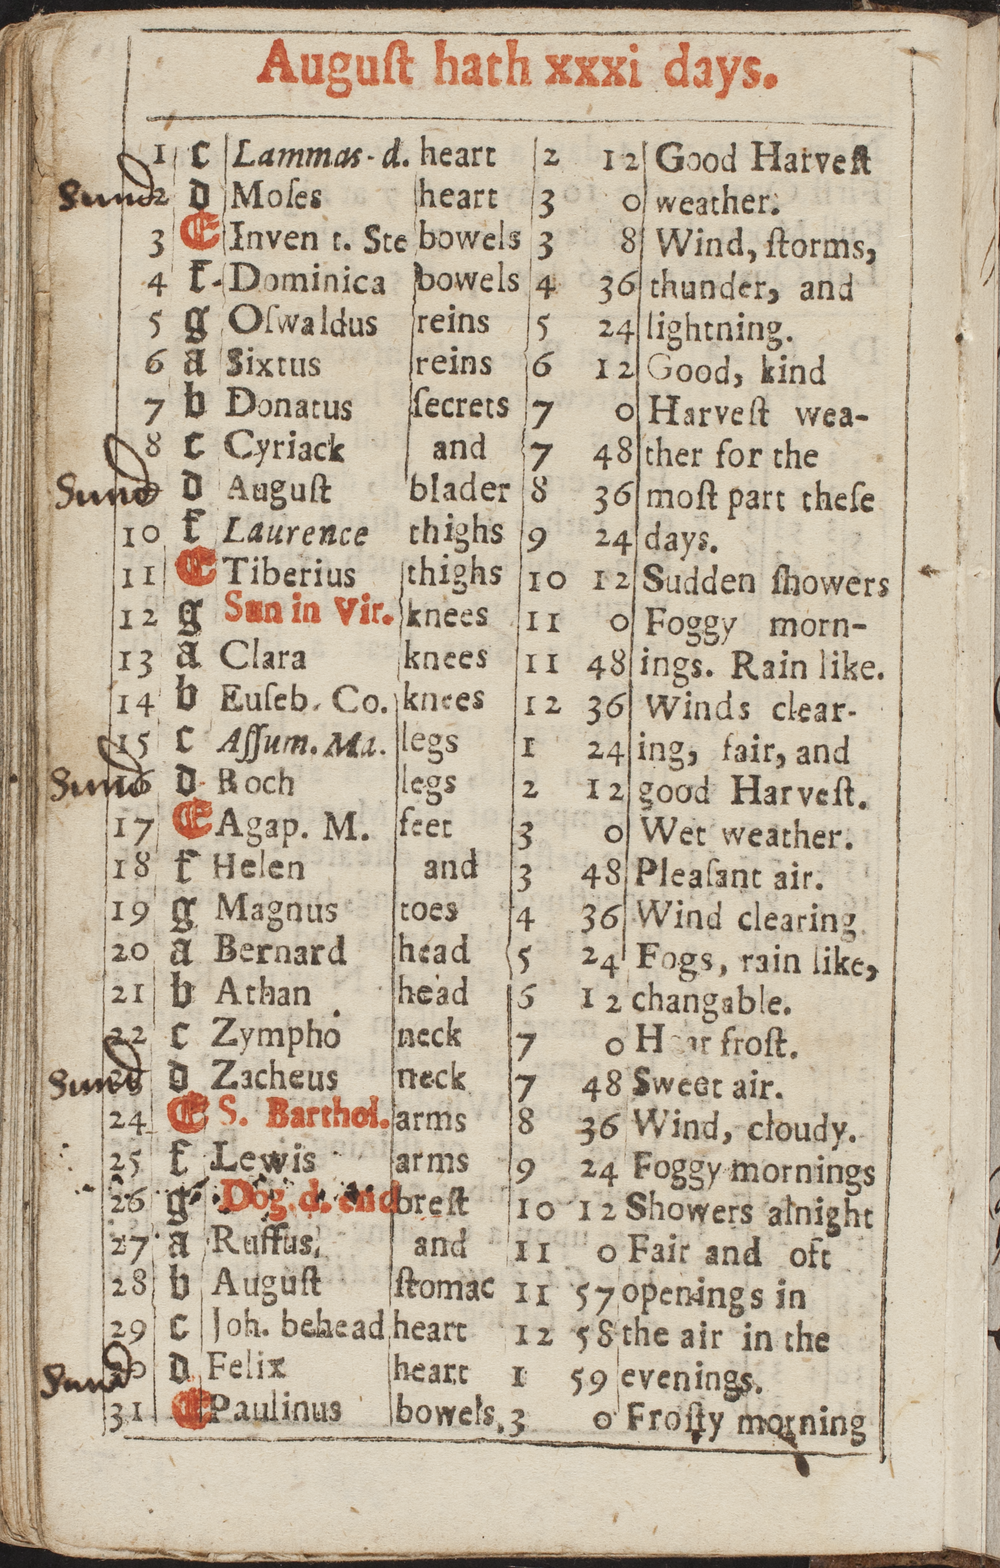 Auguſt hath xxxi days.
1 c Lammas-d. heart 2 12 Good Harveſt
Sund 2 d Moſes heart 3 0 weather.
3 E Inven t. Ste bowels 3 8 Wind, ſtorms,
4 f Dominica bowels 4 36 thunder, and
5 g Oſwaldus reins 5 24 lightning.
6 a Sixtus reins 6 12 Good, kind
7 b Donatus ſecrets 7 0 Harveſt wea-
8 c Cyriack and 7 48 ther for the
Sund d Auguſt blader 8 36 moſt part theſe
10 f Laurence thighs 9 24 days.
11 E Tiberius thighs 10 12 Sudden ſhowers
12 g Sun in Vir. knees 11 0 Foggy morn-
13 a Clara knees 11 48 ings. Rain like.
14 b Euſeb. Co. knees 12 36 Winds clear-
15 c Aſſum. Ma. legs 1 24 ing, fair, and
Sund 16 d Roch legs 2 12 good Harveſt.
17 E Agap. M. feet 3 0 Wet weather.
18 f Helen and 3 48 Pleaſant air.
19 g Magnus toes 4 36 Wind clearing
20 a Bernard head 5 24 Fogs, rain like,
21 b Athan head 6 12 changable.
22 c Zympho neck 7 0 H ar froſt.
Sund d Zacheus neck 7 48 Sweet air.
24 E S. Barthol. arms 8 36 Wind, cloudy.
25 f Lewis arms 9 24 Foggy mornings
26 g Dog. d. end breſt 10 12 Showers atnight
27 a Ruffus, and 11 0 Fair and oft
28 b Auguſt ſtomac 11 57 openings in
29 c Joh. behead heart 12 58 the air in the
Sund d Felix heart 1 59 evenings.
31 E Paulinus bowels, 3 0 Froſty morning